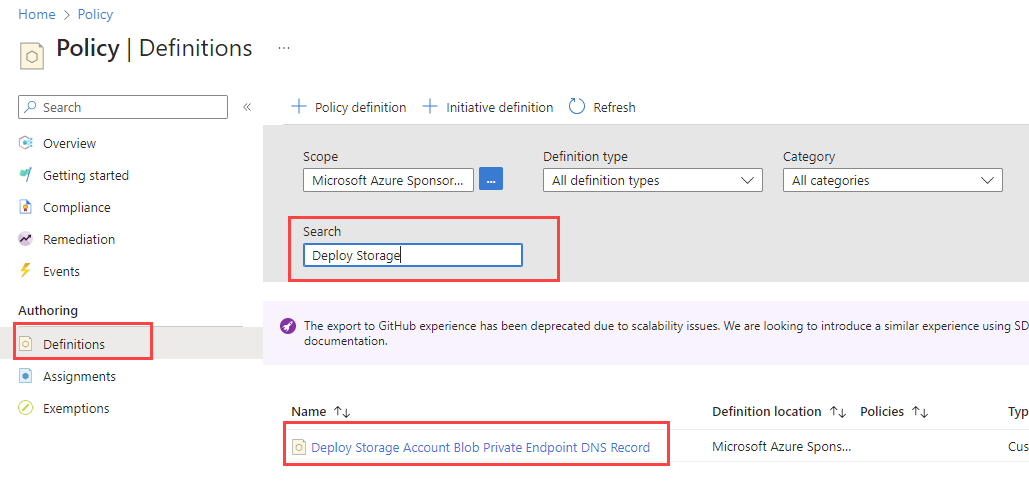 Home > Policy
Policy | Definitions ...
Search «
Overview
Getting started
Compliance
Remediation
Events
Authoring
Definitions
Assignments
Exemptions
+ Policy definition + Initiative definition Refresh
Scope Definition type Category
Microsoft Azure Sponsor... ... All definition types All categories
Search
Deploy Storage
The export to GitHub experience has been deprecated due to scalability issues. We are looking to introduce a similar experience using SD
documentation.
Name ↑↓ Definition location ↑↓ Policies ↑↓ Typ
Deploy Storage Account Blob Private Endpoint DNS Record Microsoft Azure Spons... Cus